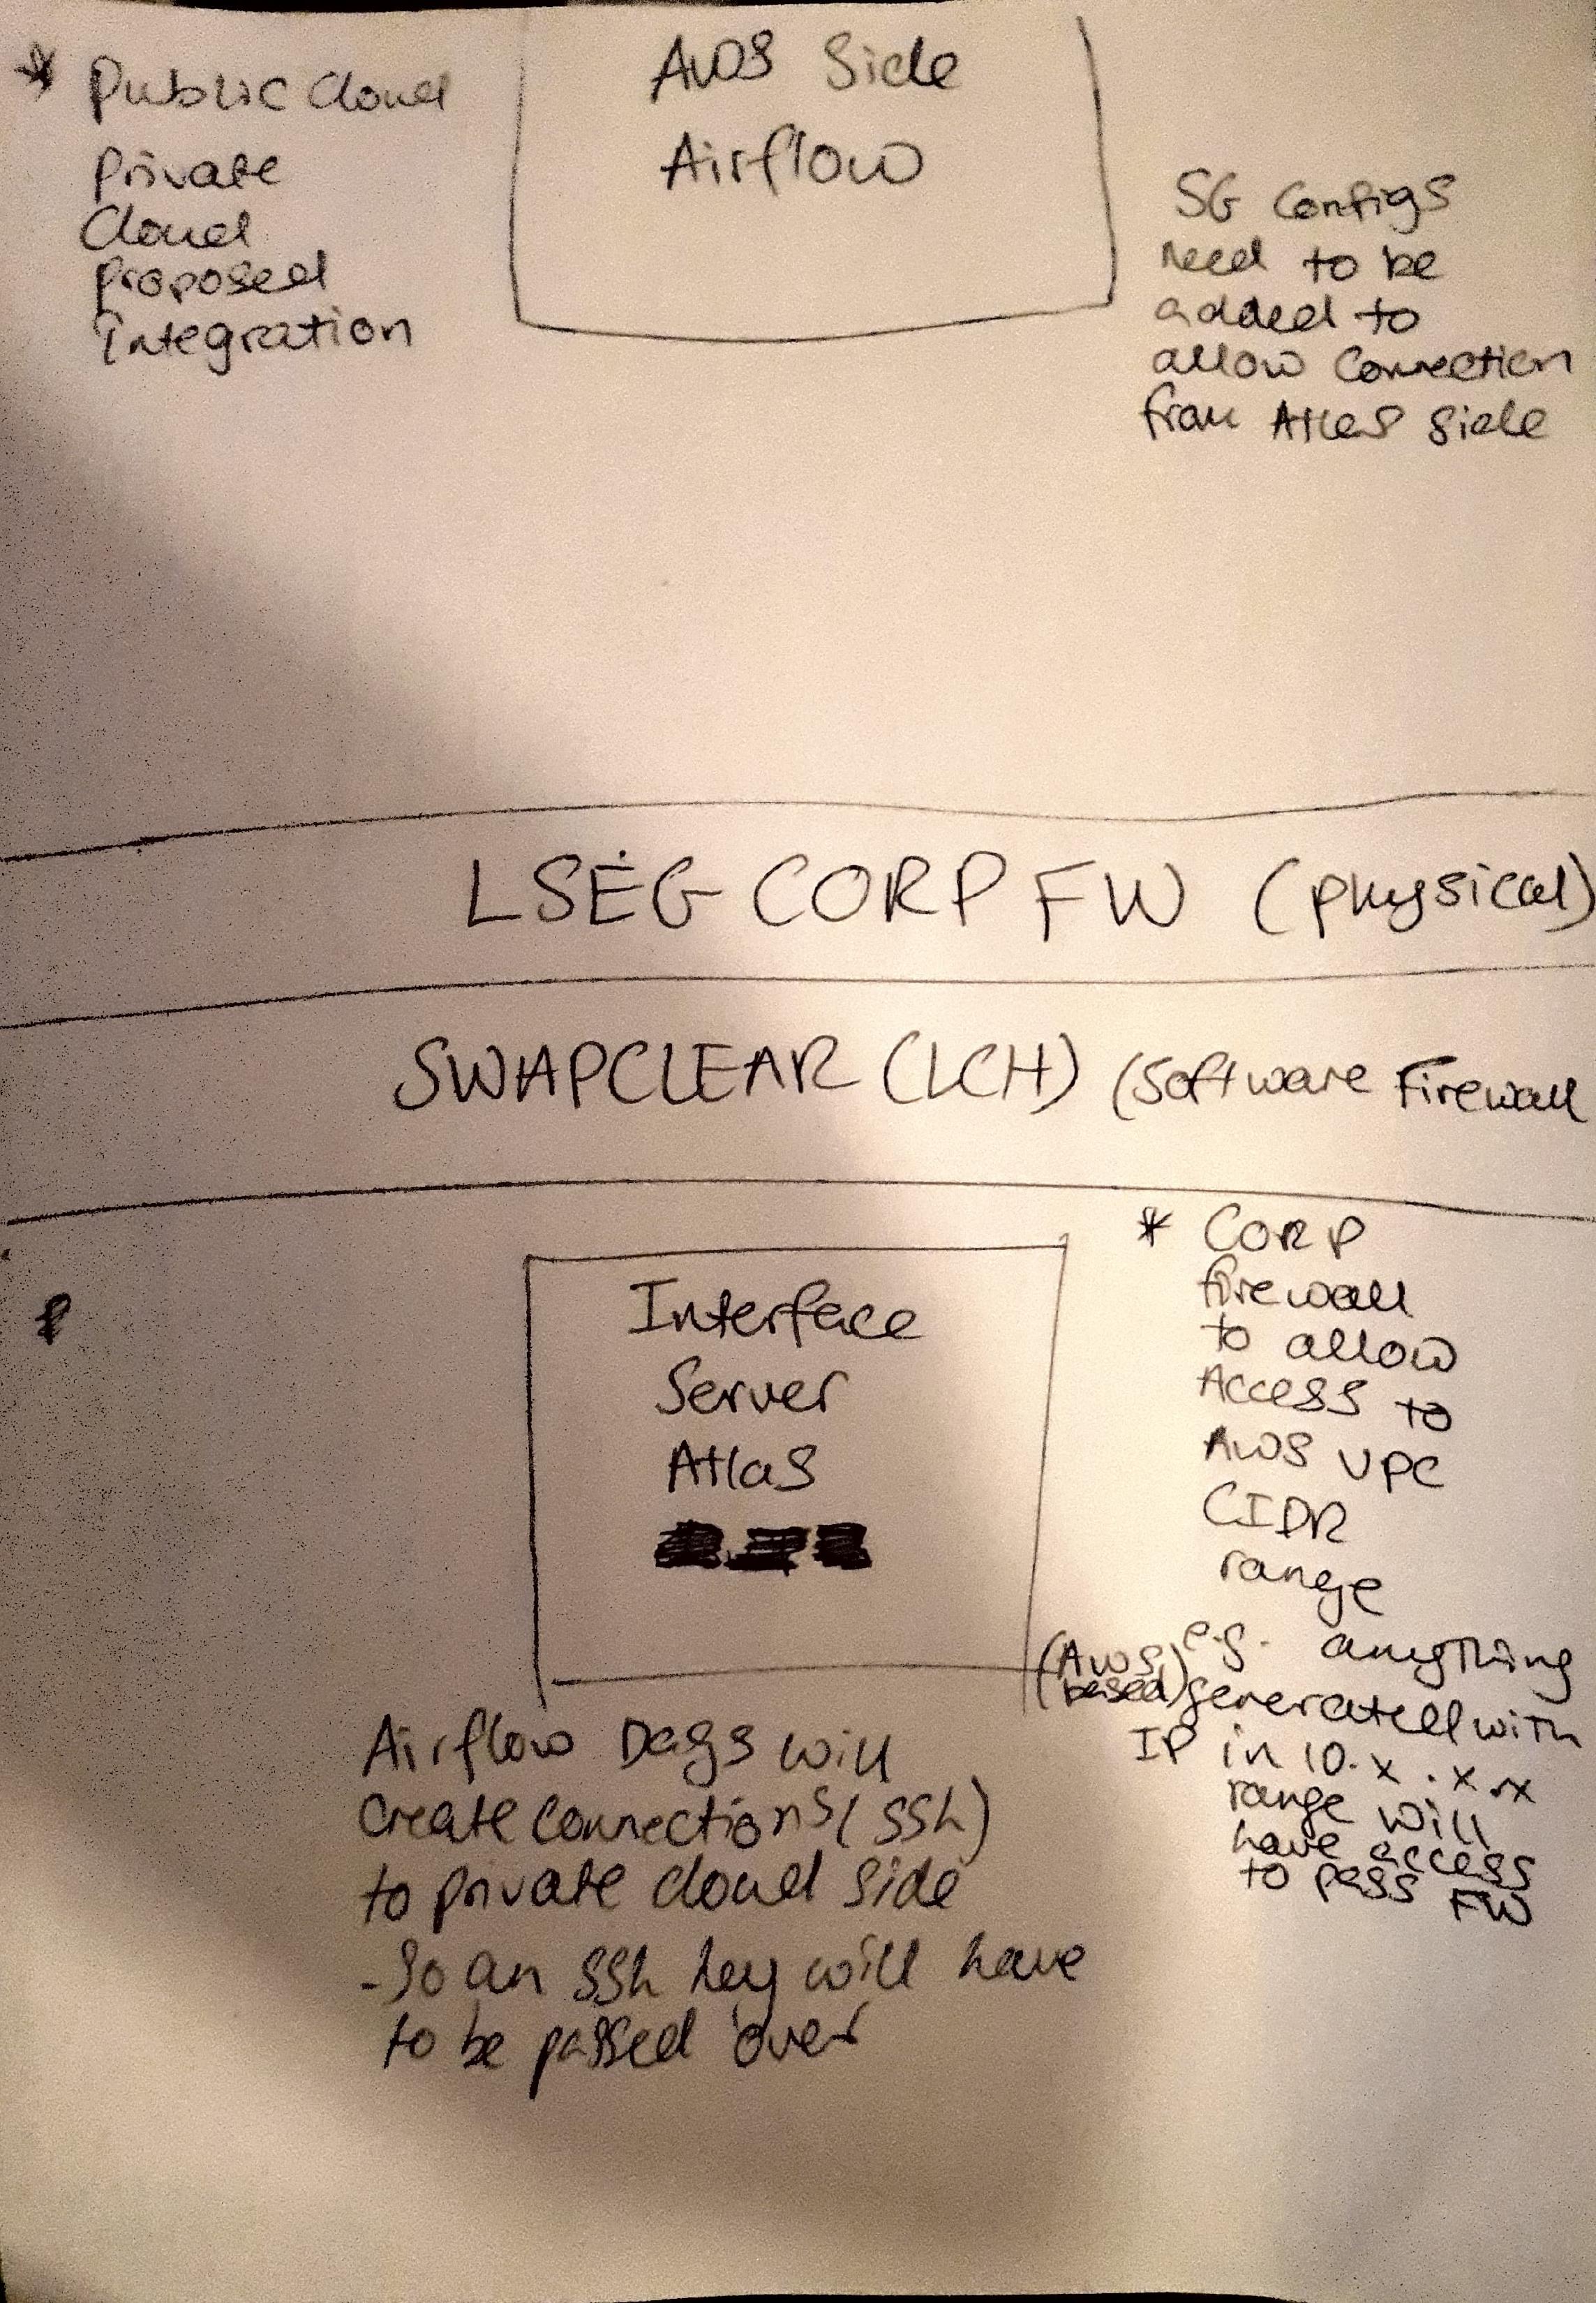 * Public Cloud
Private
Cloud
proposed
Integration
AWS Side
Airflow
SG Configs
need to be
added to
allow connection
from Atlas side
LSEG CORP FW (physical)
SWAPCLEAR (LCH) (Software Firewall
Interface
Server
Atlas
* CORP
firewall
to allow
Access to
AWS VPC
CIDR
range
e.g. anything
(AWS based) generated with
IP in 10.x.x.x
range will
have access
to pass FW
Airflow Dags will
create connections (ssh)
to private cloud side
- So an ssh key will have
to be passed over